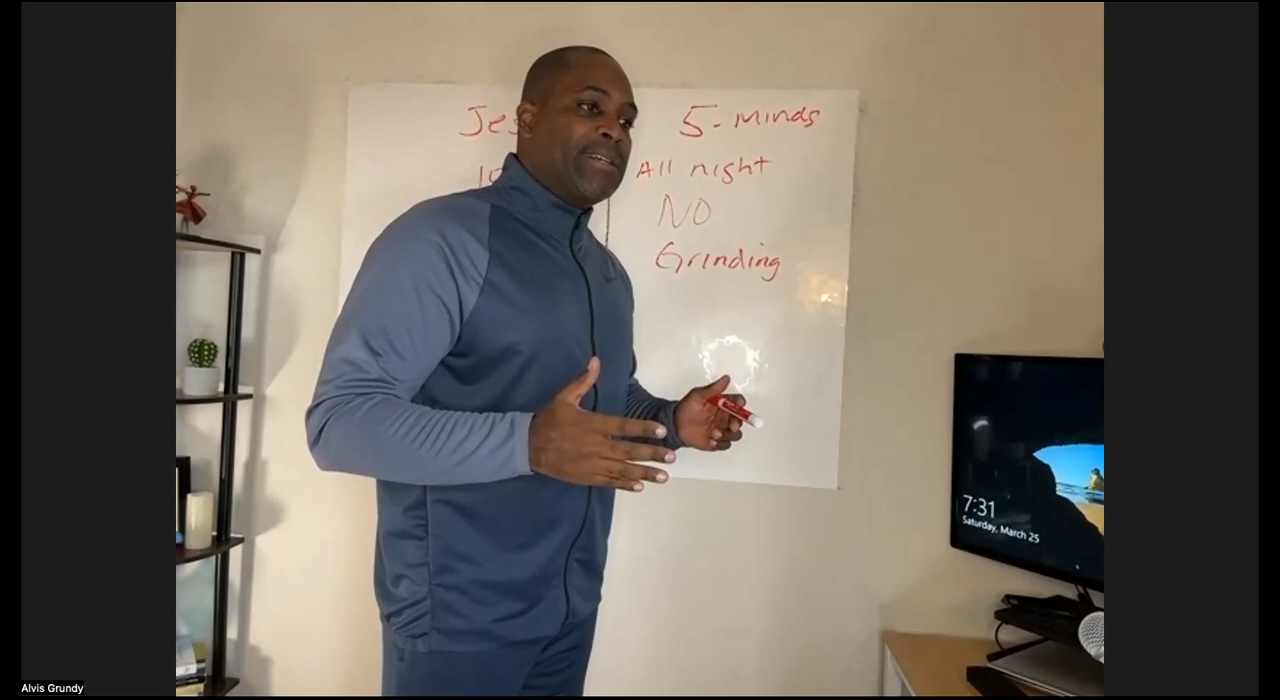 5-minds
All night
NO
Grinding
7:31
Saturday, March 25
Alvis Grundy